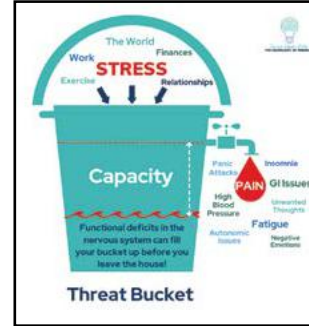 The World
Work
Finances
STRESS
Exercise
Relationships
Capacity
Functional deficits in the
nervous system can fill
your bucket up before you
leave the house!
Panic
Attacks
Insomnia
PAIN
GI Issues
High
Blood
Pressure
Unwanted
Thoughts
Fatigue
Autonomic
Issues
Negative
Emotions
Threat Bucket